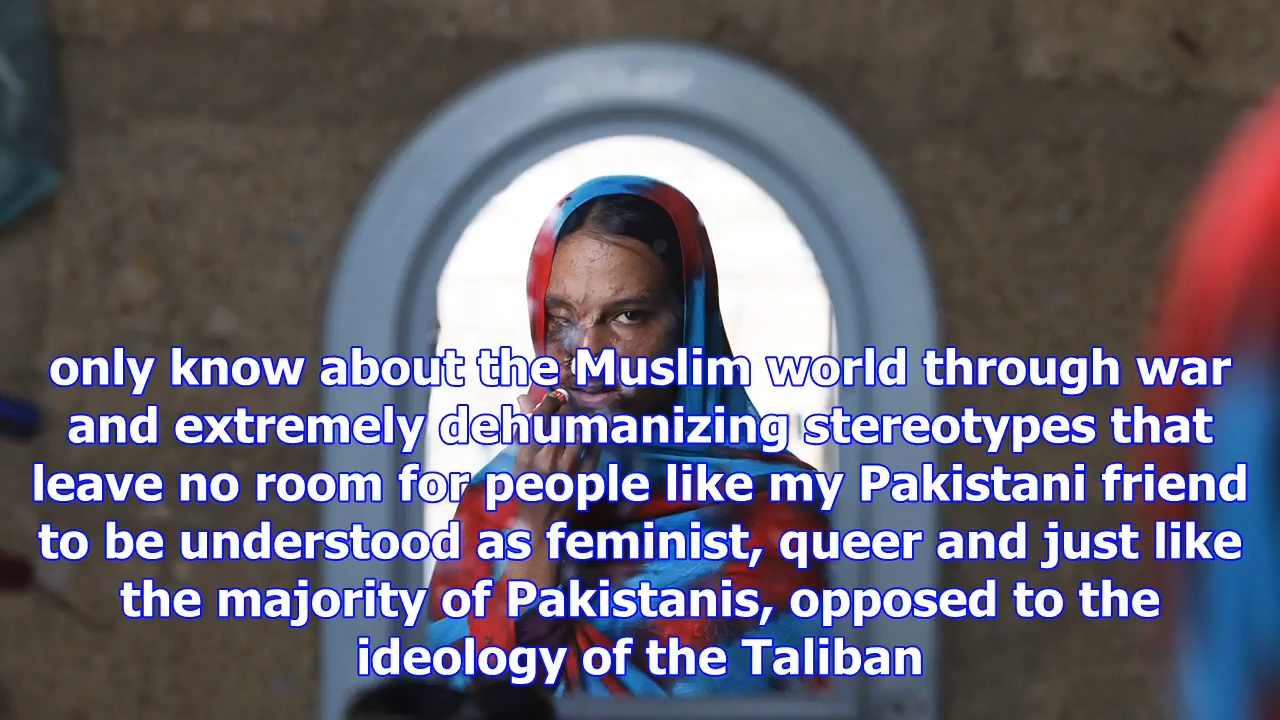 only know about the Muslim world through war
and extremely dehumanizing stereotypes that
leave no room for people like my Pakistani friend
to be understood as feminist, queer and just like
the majority of Pakistanis, opposed to the
ideology of the Taliban